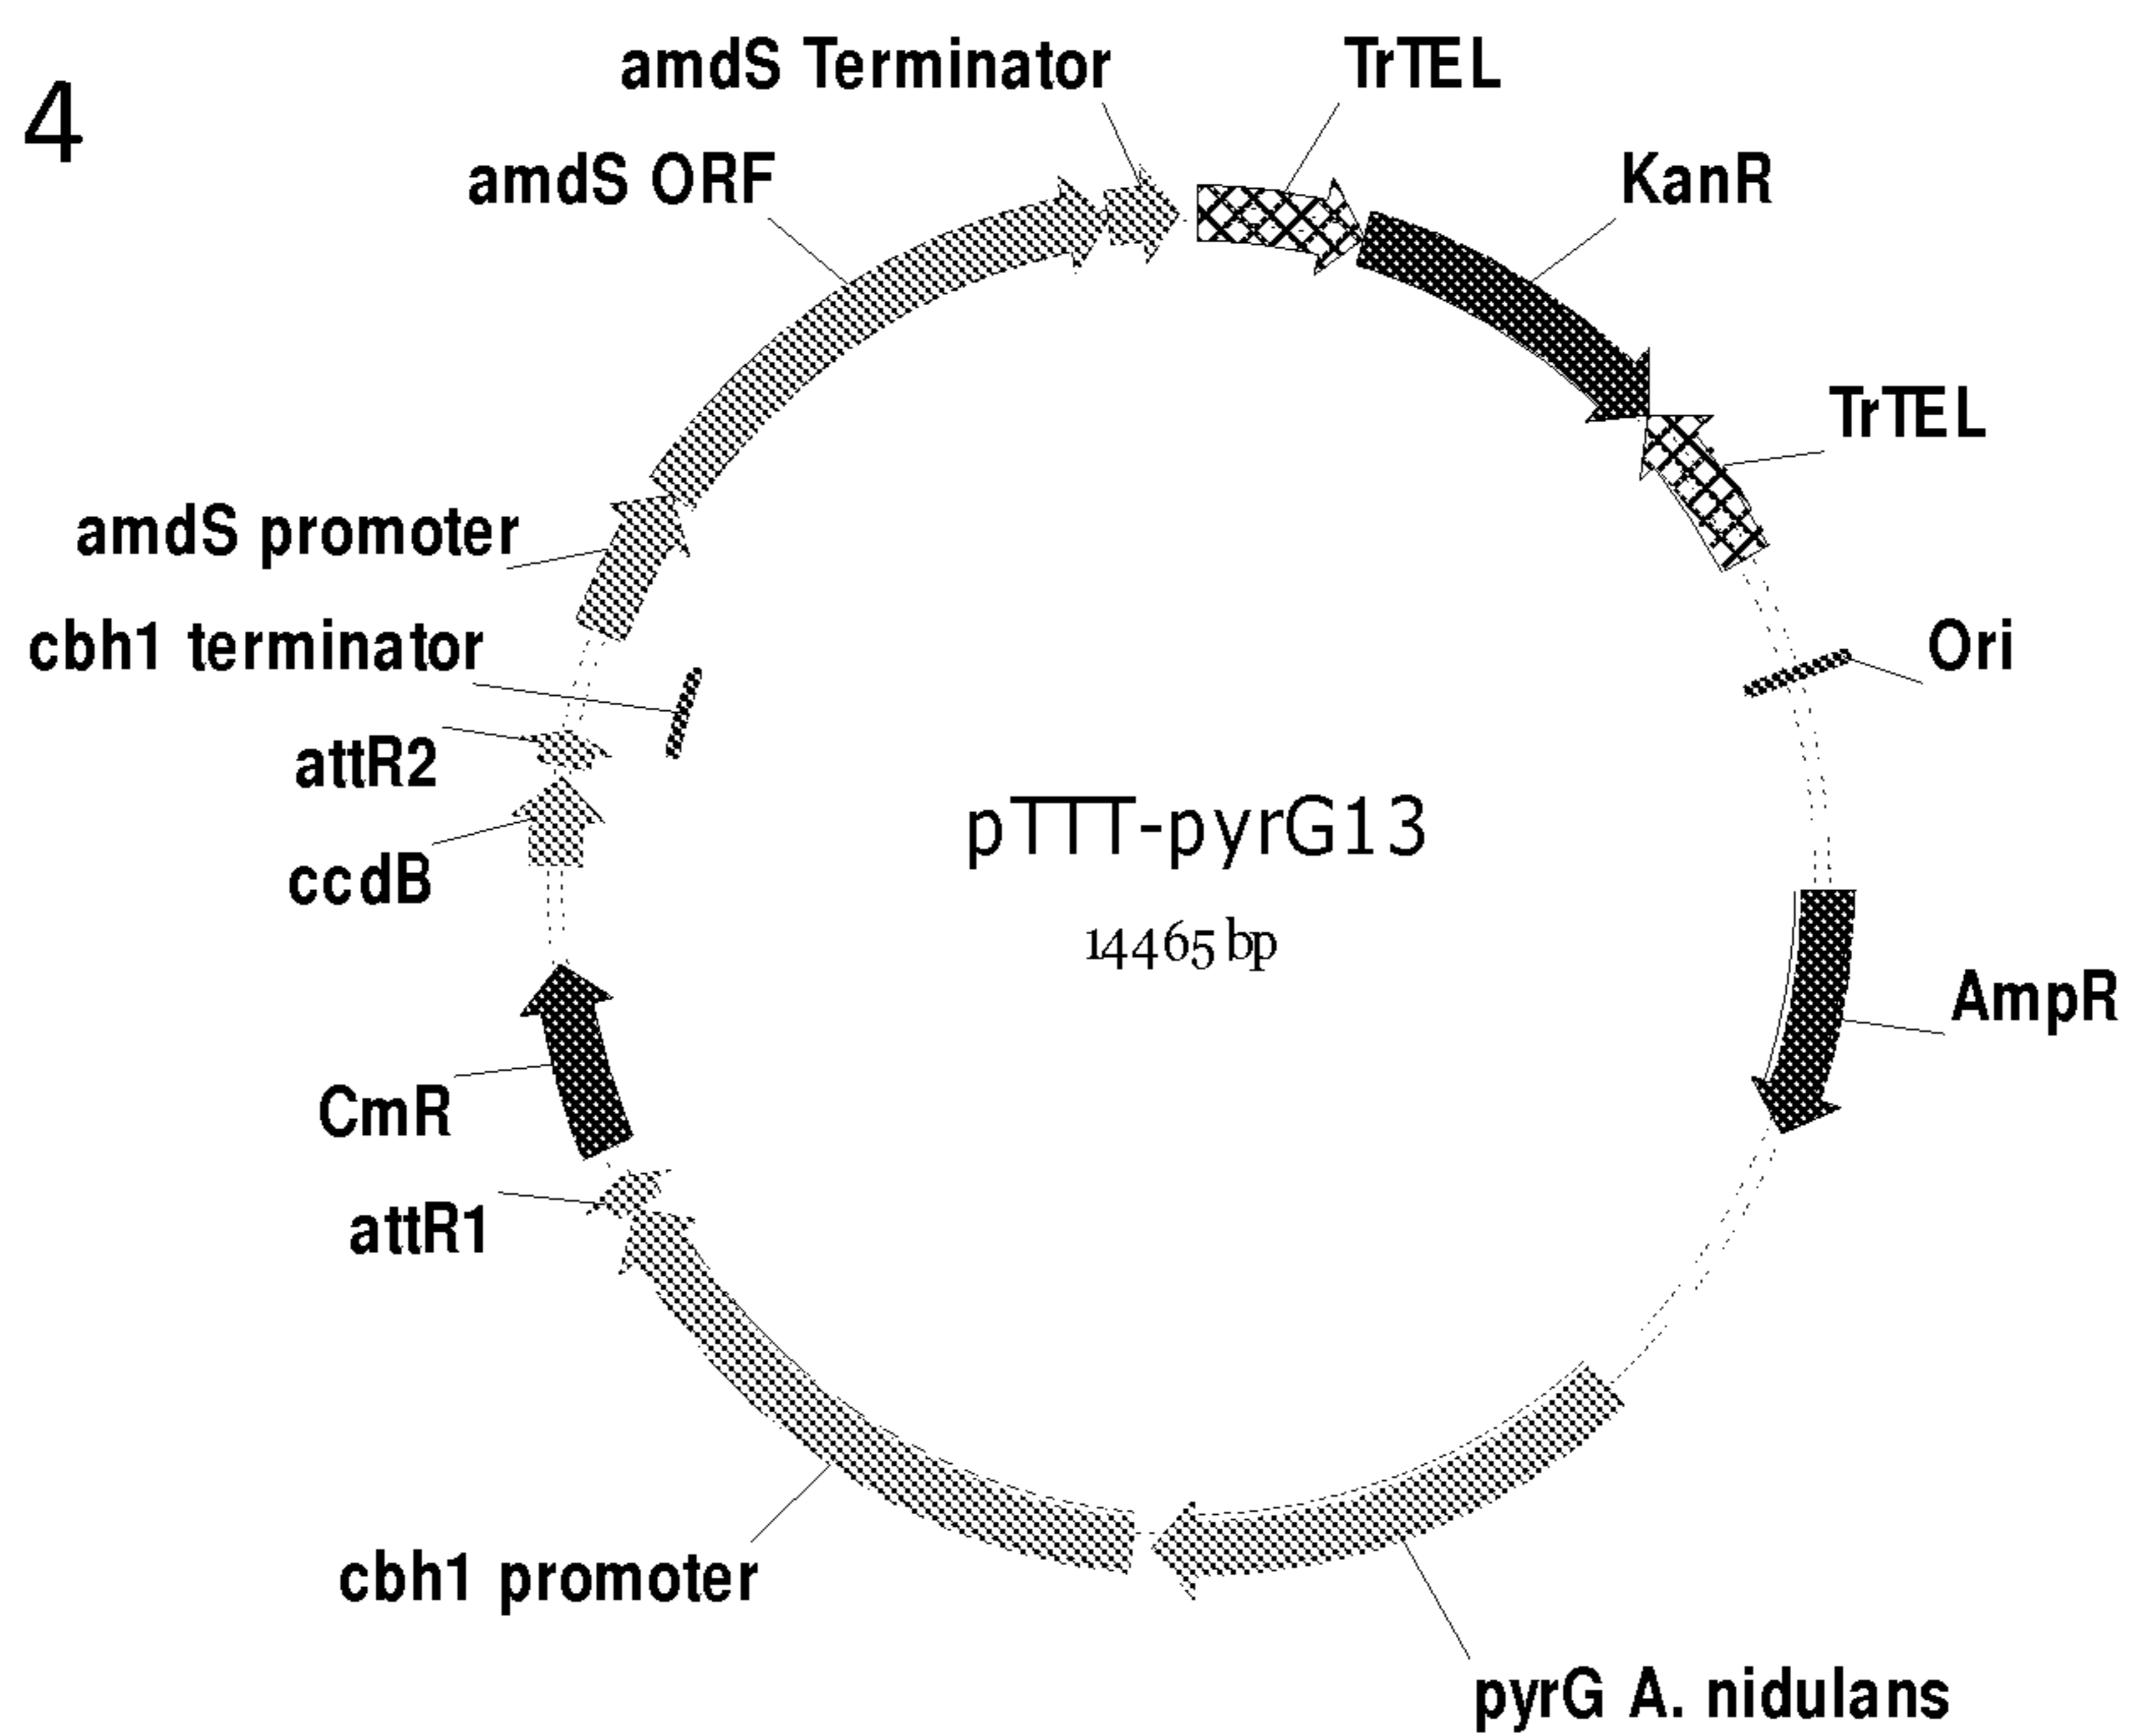 4
amdS Terminator
TrTEL
amdS ORF
KanR
TrTEL
amdS promoter
cbh1 terminator
Ori
attR2
pTTT-pyrG13
ccdB
14465 bp
AmpR
CmR
attR1
cbh1 promoter
pyrG A. nidulans